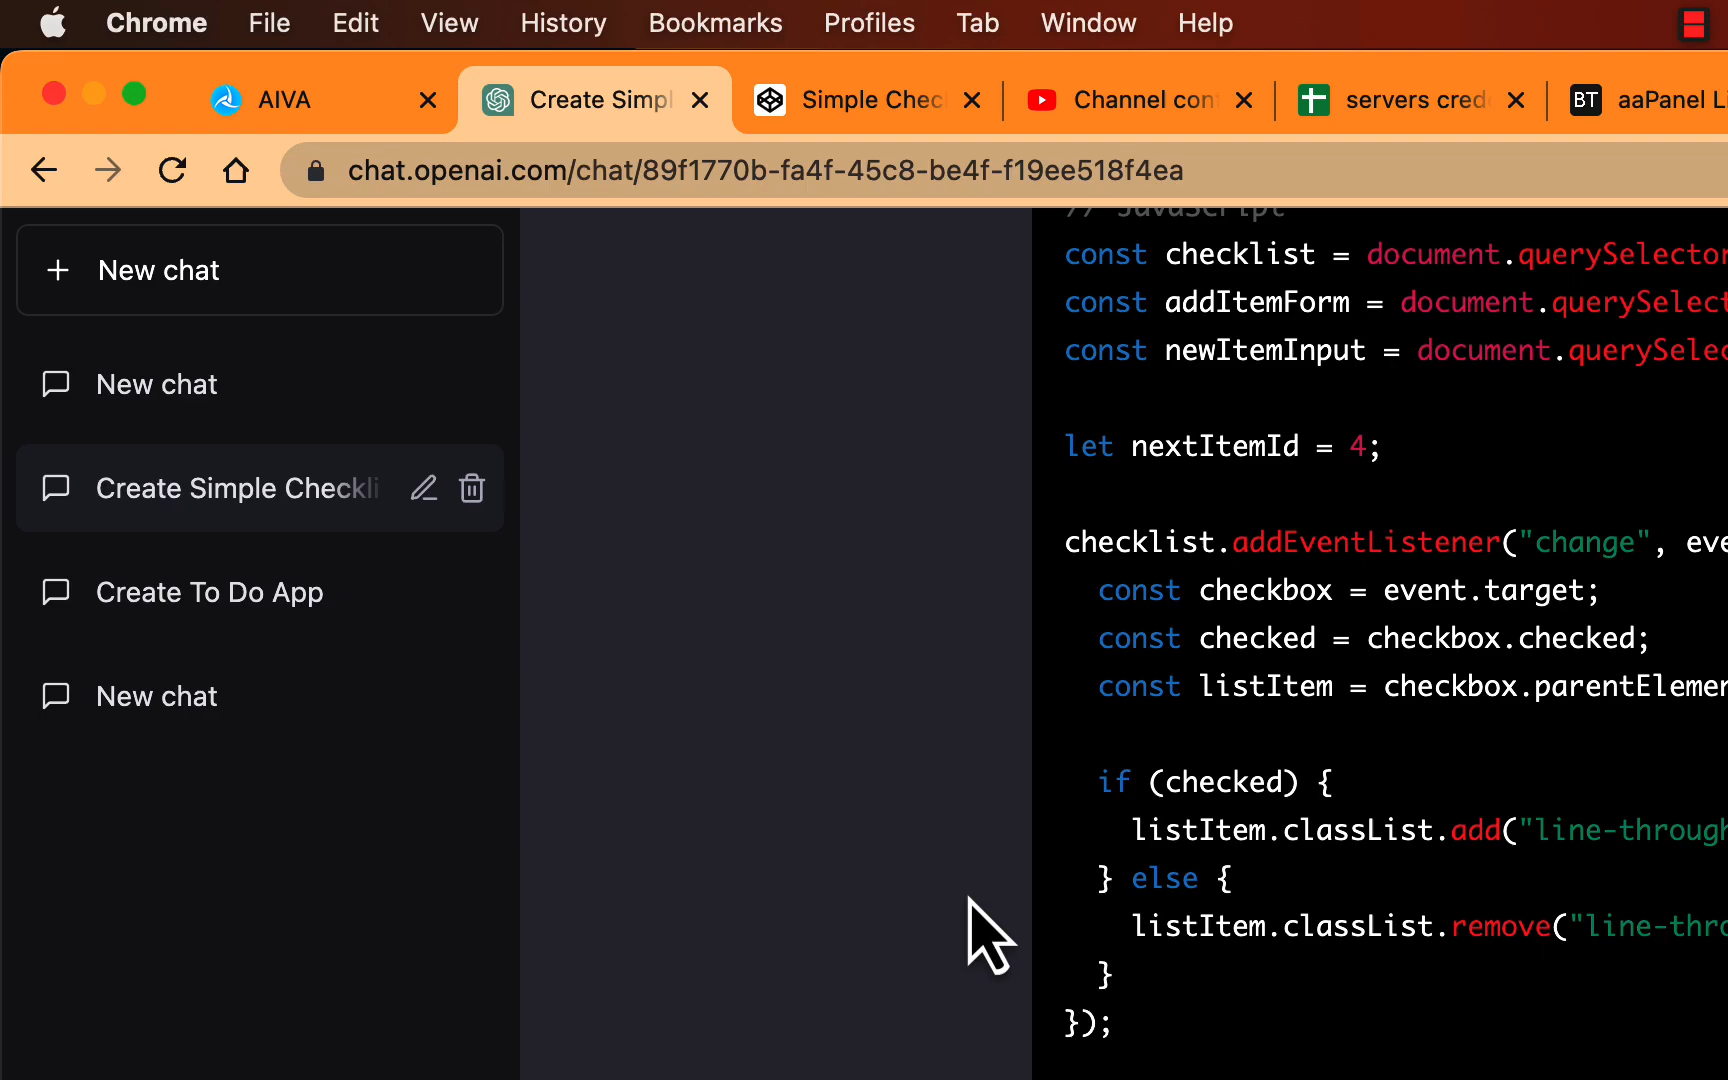 Chrome File Edit View History Bookmarks Profiles Tab Window Help
AIVA Create Simpl Simple Chec Channel con servers cred BT aaPanel Li
chat.openai.com/chat/89f1770b-fa4f-45c8-be4f-f19ee518f4ea
New chat
New chat
Create Simple Checkli
Create To Do App
New chat
// JavaScript
const checklist = document.querySelector
const addItemForm = document.querySelect
const newItemInput = document.querySelec
let nextItemId = 4;
checklist.addEventListener("change", eve
const checkbox = event.target;
const checked = checkbox.checked;
const listItem = checkbox.parentElemen
if (checked) {
listItem.classList.add("line-through
} else {
listItem.classList.remove("line-thro
}
});